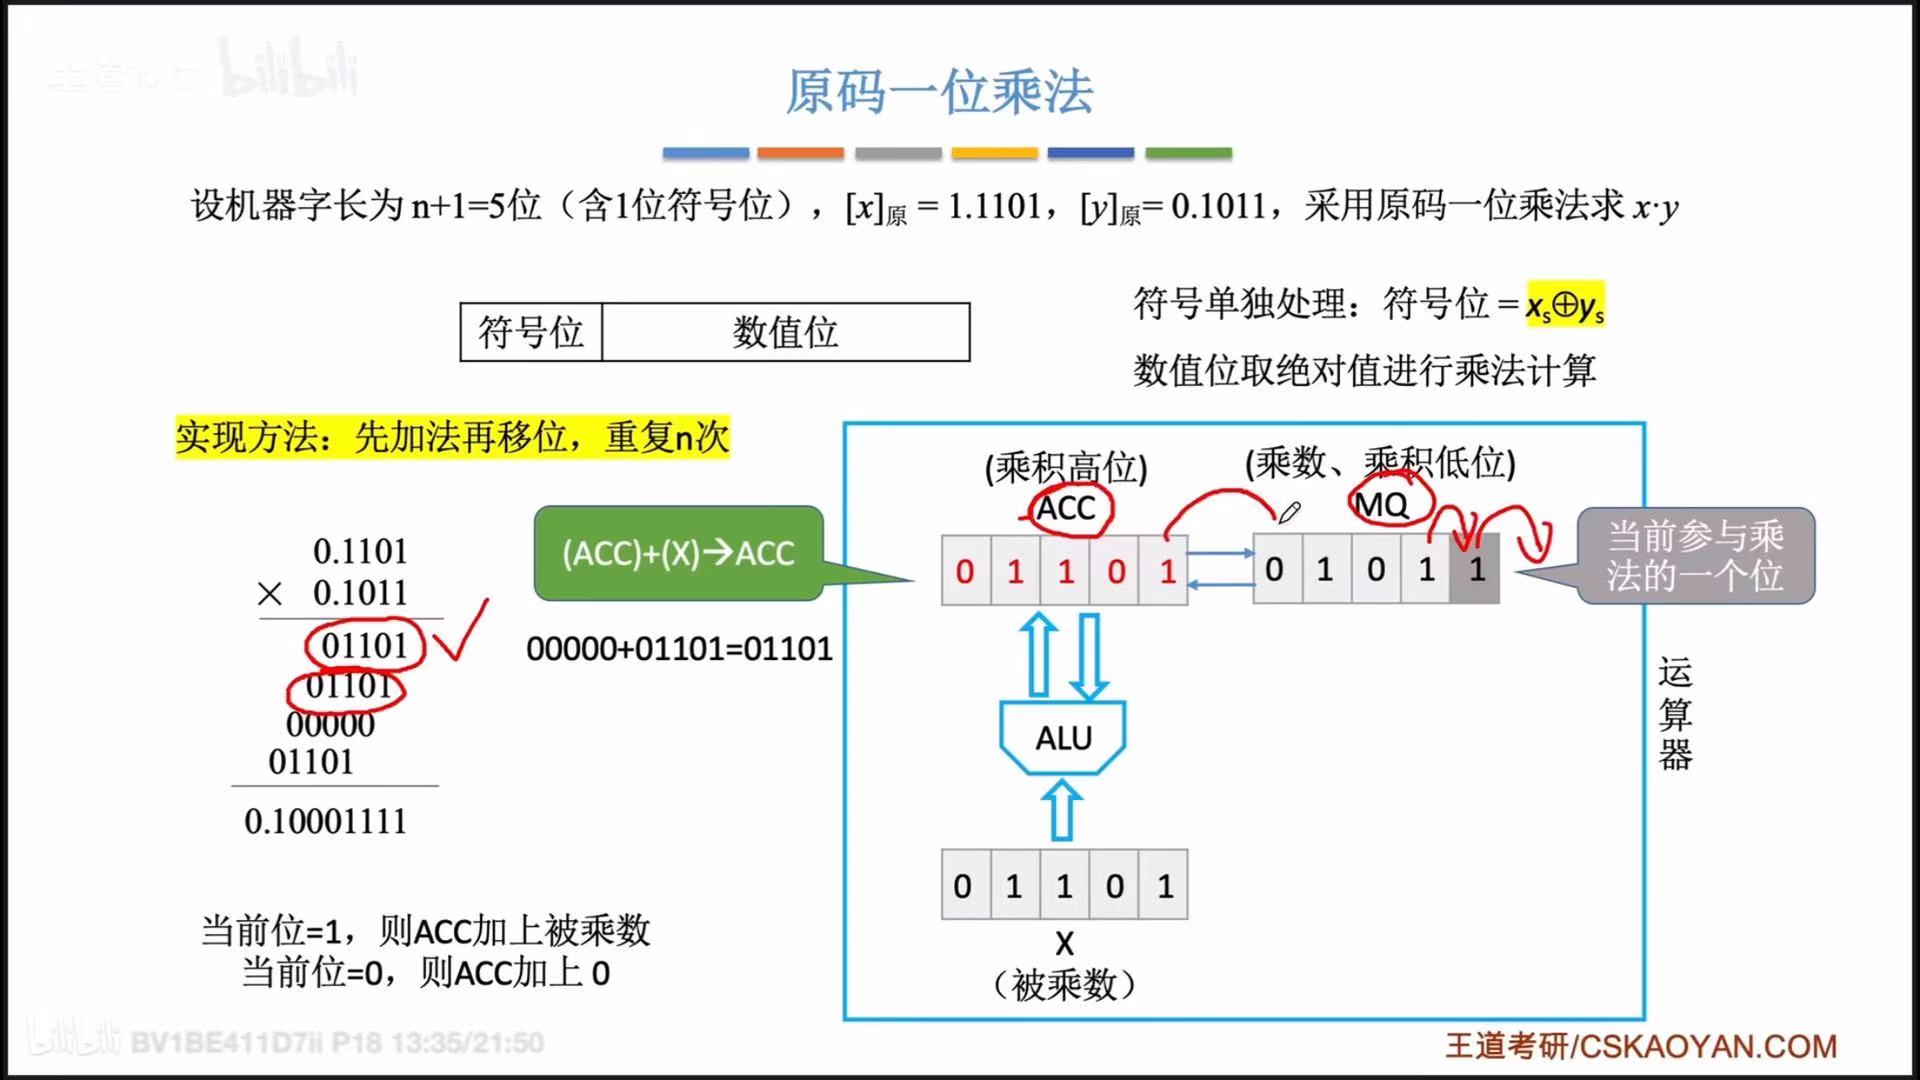 bilibili
原码一位乘法
设机器字长为 n+1=5位（含1位符号位），[x]原 = 1.1101，[y]原= 0.1011，采用原码一位乘法求 x·y
符号位 数值位
符号单独处理：符号位 = xs⊕ys
数值位取绝对值进行乘法计算
实现方法：先加法再移位，重复n次
0.1101
× 0.1011
01101
01101
00000
01101
0.10001111
(ACC)+(X)→ACC
00000+01101=01101
(乘积高位)
ACC
0 1 1 0 1
(乘数、乘积低位)
MQ
0 1 0 1 1
当前参与乘
法的一个位
ALU
0 1 1 0 1
X
（被乘数）
运算器
当前位=1，则ACC加上被乘数
当前位=0，则ACC加上 0
bilibili BV1BE411D7ii P18 13:35/21:50
王道考研/CSKAOYAN.COM